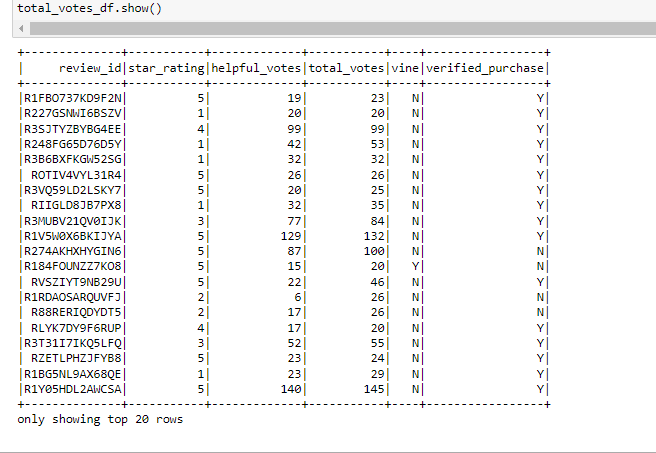 total_votes_df.show()
+--------------+-----------+-------------+-----------+----+-----------------+
|     review_id|star_rating|helpful_votes|total_votes|vine|verified_purchase|
+--------------+-----------+-------------+-----------+----+-----------------+
|R1FBO737KD9F2N|          5|           19|         23|   N|                Y|
|R227GSNWI6BSZV|          1|           20|         20|   N|                Y|
|R3SJTYZBYBG4EE|          4|           99|         99|   N|                Y|
|R248FG65D76D5Y|          1|           42|         53|   N|                Y|
|R3B6BXFKGW52SG|          1|           32|         32|   N|                Y|
| ROTIV4VYL31R4|          5|           26|         26|   N|                Y|
|R3VQ59LD2LSKY7|          5|           20|         25|   N|                Y|
| RIIGLD8JB7PX8|          1|           32|         35|   N|                Y|
|R3MUBV21QV0IJK|          3|           77|         84|   N|                Y|
|R1V5W0X6BKIJYA|          5|          129|        132|   N|                Y|
|R274AKHXHYGIN6|          5|           87|        100|   N|                N|
|R184FOUNZZ7KO8|          5|           15|         20|   Y|                N|
| RVSZIYT9NB29U|          5|           22|         46|   N|                Y|
|R1RDAOSARQUVFJ|          2|            6|         26|   N|                N|
| R88RERIQDYDT5|          2|           17|         26|   N|                N|
| RLYK7DY9F6RUP|          4|           17|         20|   N|                Y|
|R3T31I7IKQ5LFQ|          3|           52|         55|   N|                Y|
| RZETLPHZJFYB8|          5|           23|         24|   N|                Y|
|R1BG5NL9AX68QE|          1|           23|         29|   N|                Y|
|R1Y05HDL2AWCSA|          5|          140|        145|   N|                Y|
+--------------+-----------+-------------+-----------+----+-----------------+
only showing top 20 rows